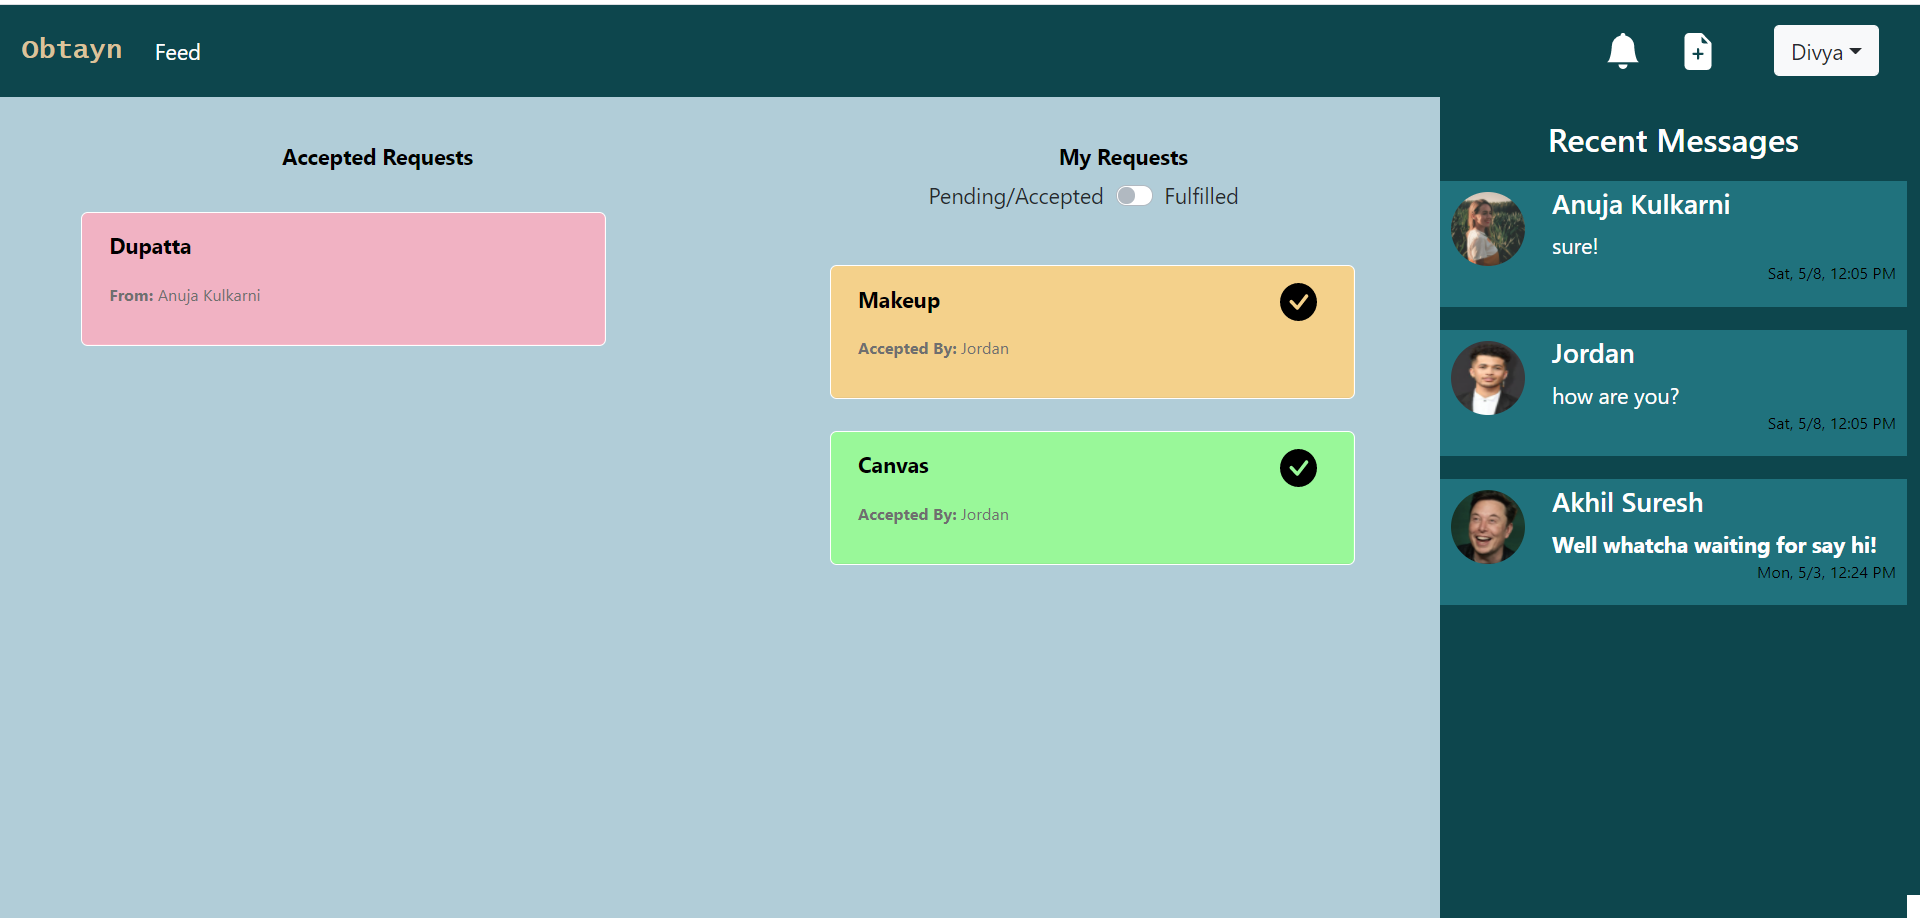 Obtayn
Feed
Divya
Accepted Requests
Dupatta
From: Anuja Kulkarni
My Requests
Pending/Accepted Fulfilled
Makeup
Accepted By: Jordan
Canvas
Accepted By: Jordan
Recent Messages
Anuja Kulkarni
sure!
Sat, 5/8, 12:05 PM
Jordan
how are you?
Sat, 5/8, 12:05 PM
Akhil Suresh
Well whatcha waiting for say hi!
Mon, 5/3, 12:24 PM